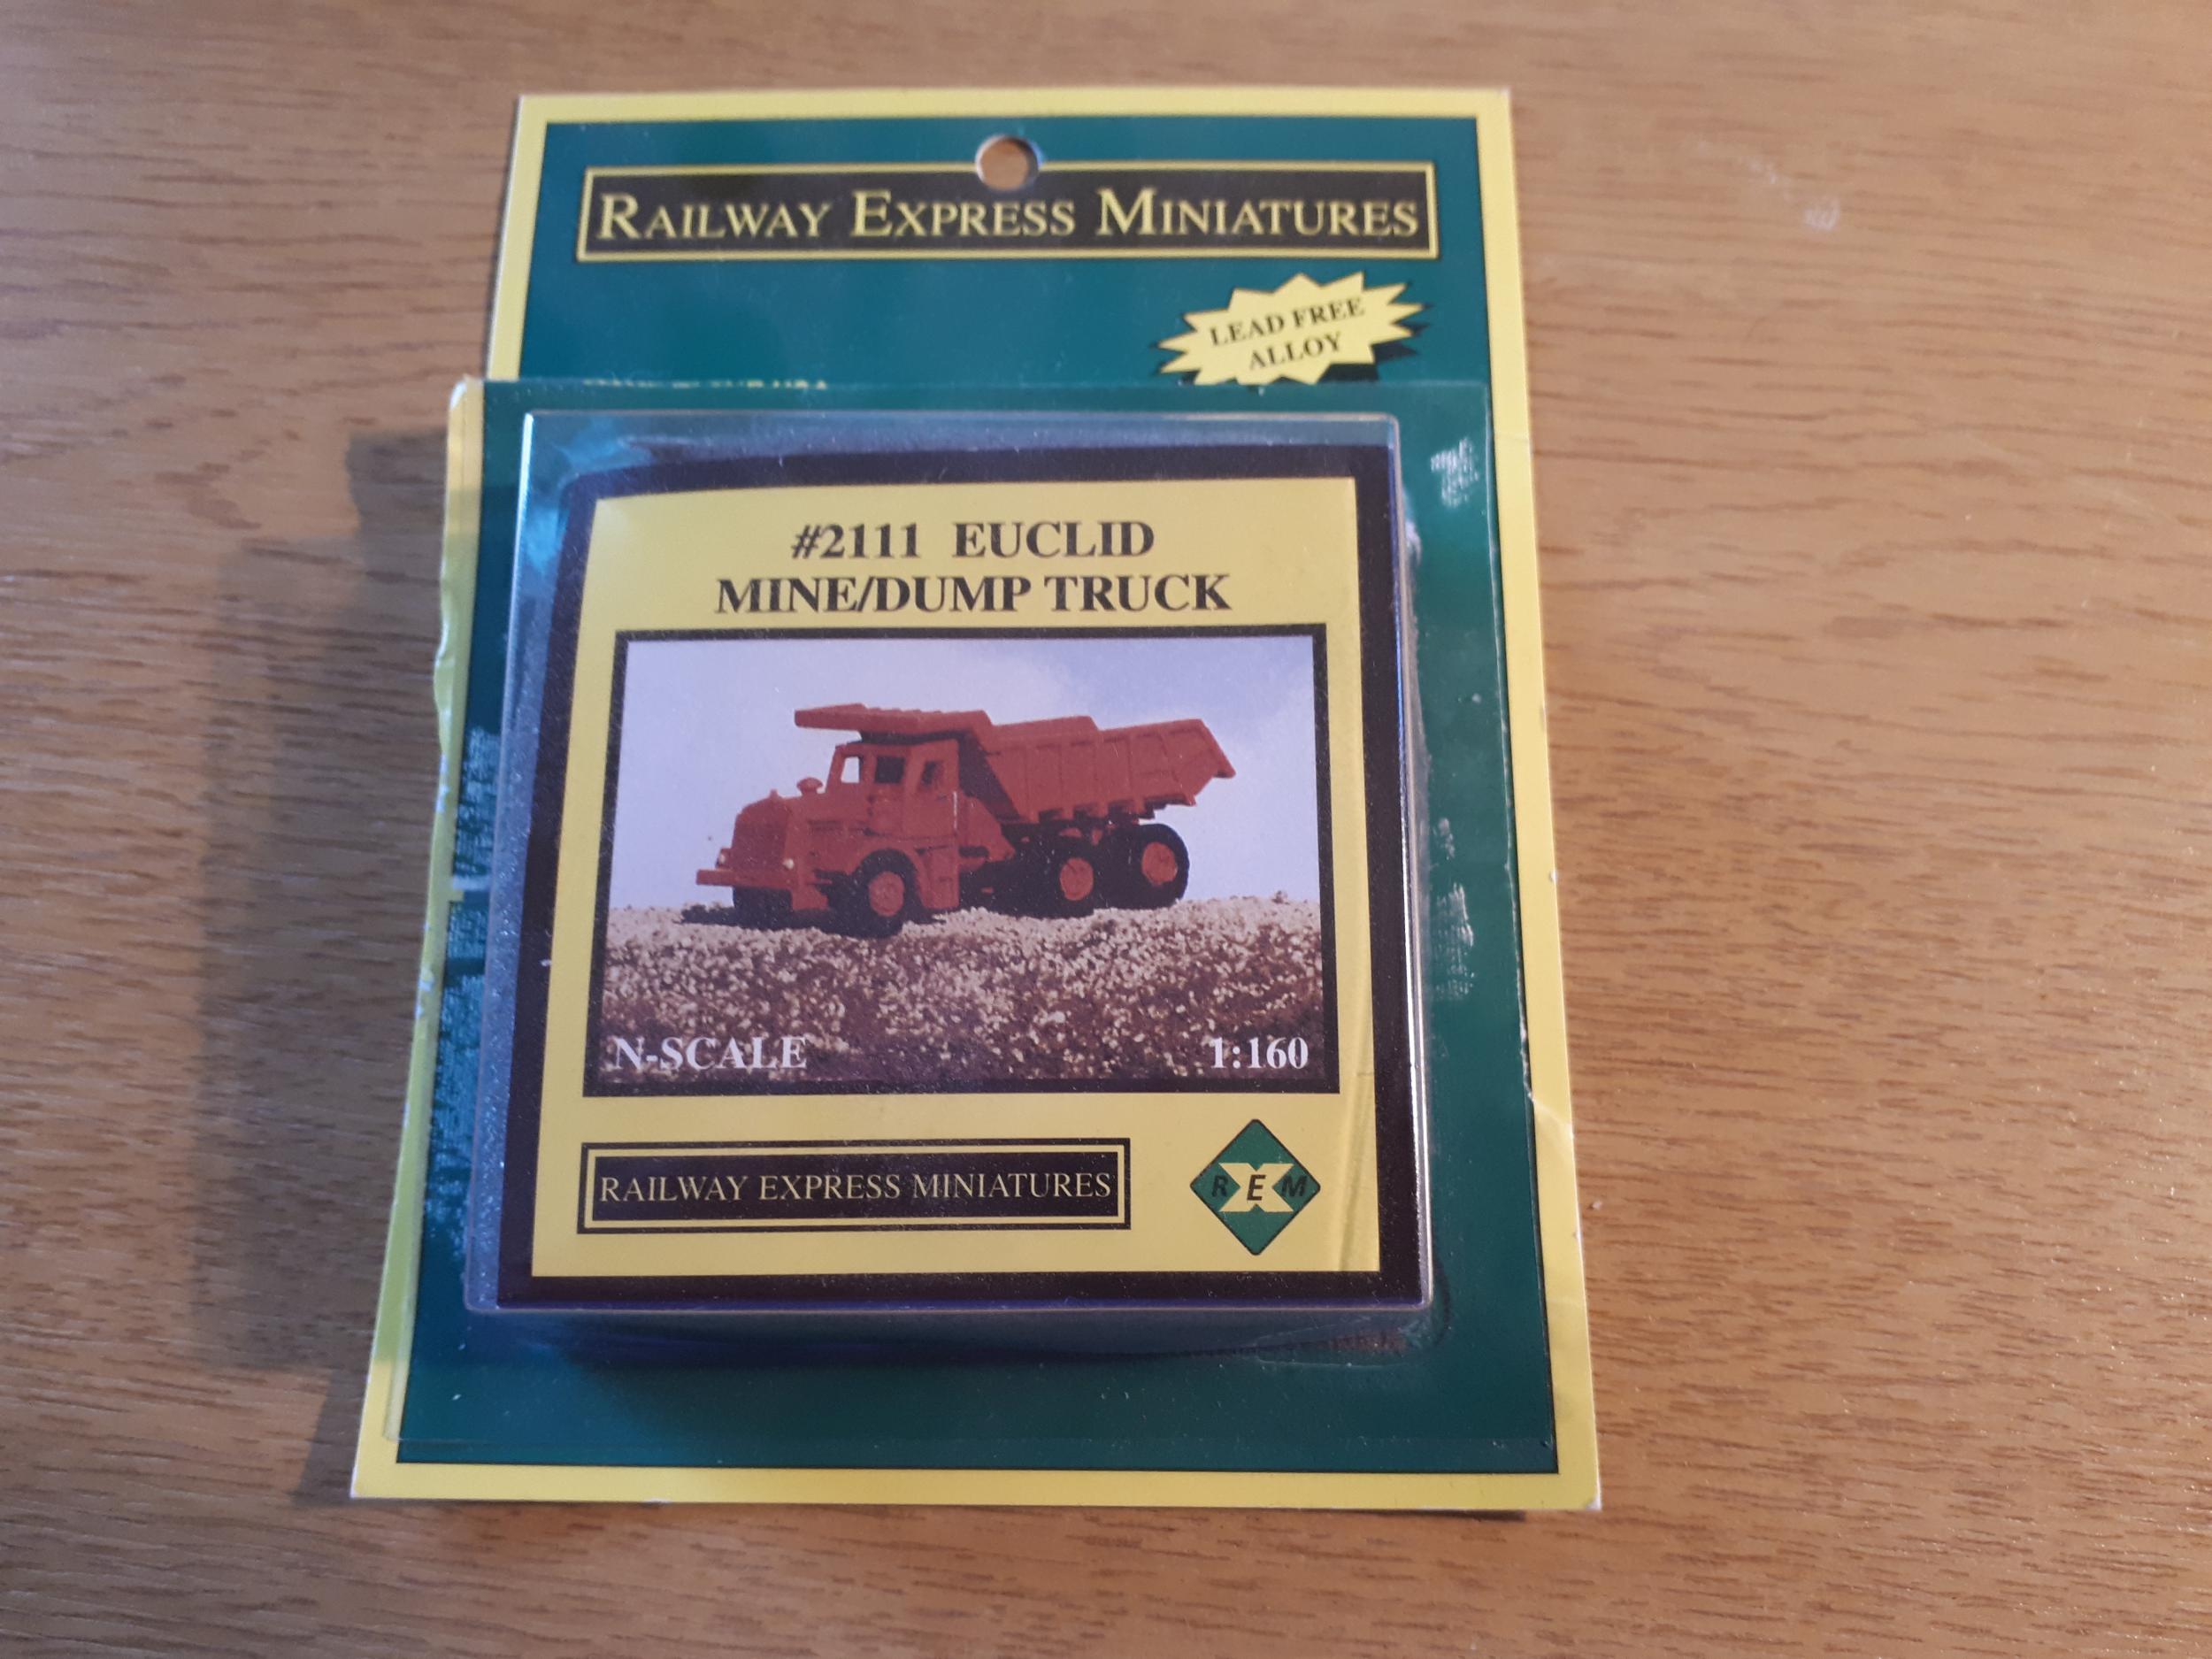 RAILWAY EXPRESS MINIATURES
LEAD FREE
ALLOY
#2111 EUCLID
MINE/DUMP TRUCK
N-SCALE 1:160
RAILWAY EXPRESS MINIATURES
R E M